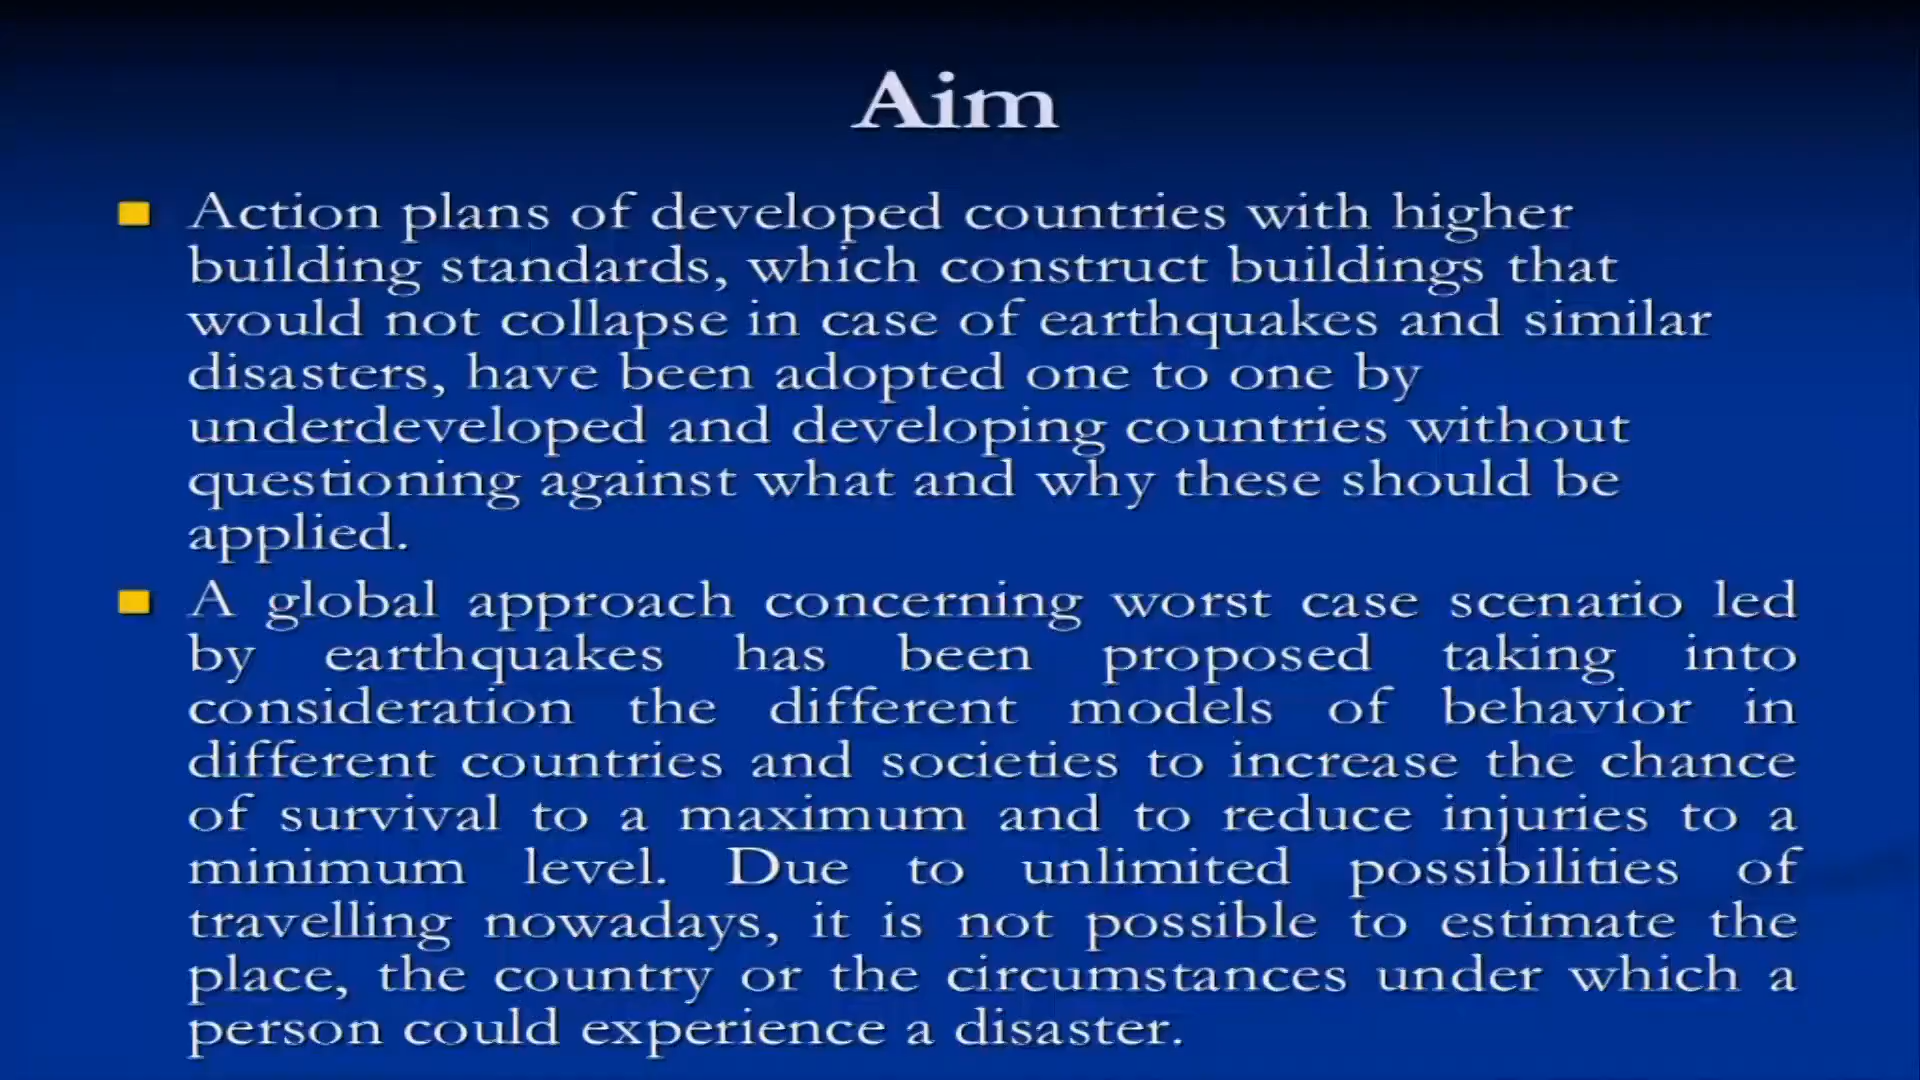 Aim
Action plans of developed countries with higher
building standards, which construct buildings that
would not collapse in case of earthquakes and similar
disasters, have been adopted one to one by
underdeveloped and developing countries without
questioning against what and why these should be
applied.
A global approach concerning worst case scenario led
by earthquakes has been proposed taking into
consideration the different models of behavior in
different countries and societies to increase the chance
of survival to a maximum and to reduce injuries to a
minimum level. Due to unlimited possibilities of
travelling nowadays, it is not possible to estimate the
place, the country or the circumstances under which a
person could experience a disaster.